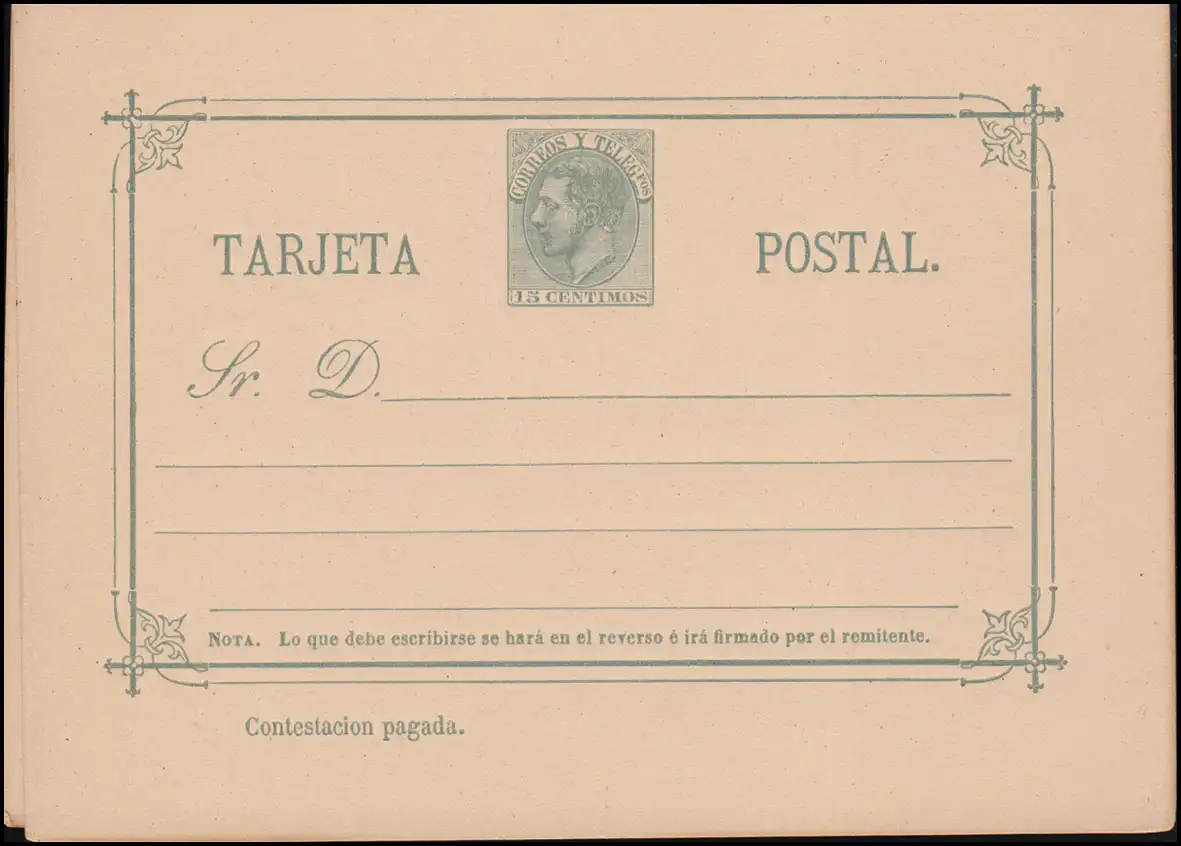 CORREOS Y TELEGFOS
TARJETA POSTAL.
15 CENTIMOS
Sr. D.
NOTA. Lo que debe escribirse se hará en el reverso é irá firmado por el remitente.
Contestacion pagada.